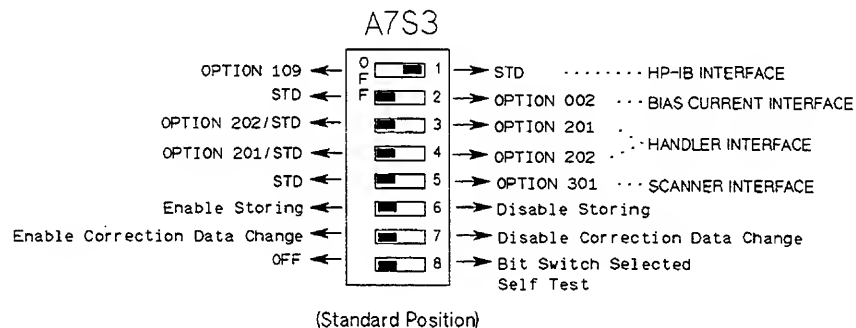 A7S3
OPTION 109 OFF 1 STD HP-IB INTERFACE
STD 2 OPTION 002 BIAS CURRENT INTERFACE
OPTION 202/STD 3 OPTION 201
HANDLER INTERFACE
OPTION 201/STD 4 OPTION 202
STD 5 OPTION 301 SCANNER INTERFACE
Enable Storing 6 Disable Storing
Enable Correction Data Change 7 Disable Correction Data Change
OFF 8 Bit Switch Selected
Self Test
(Standard Position)